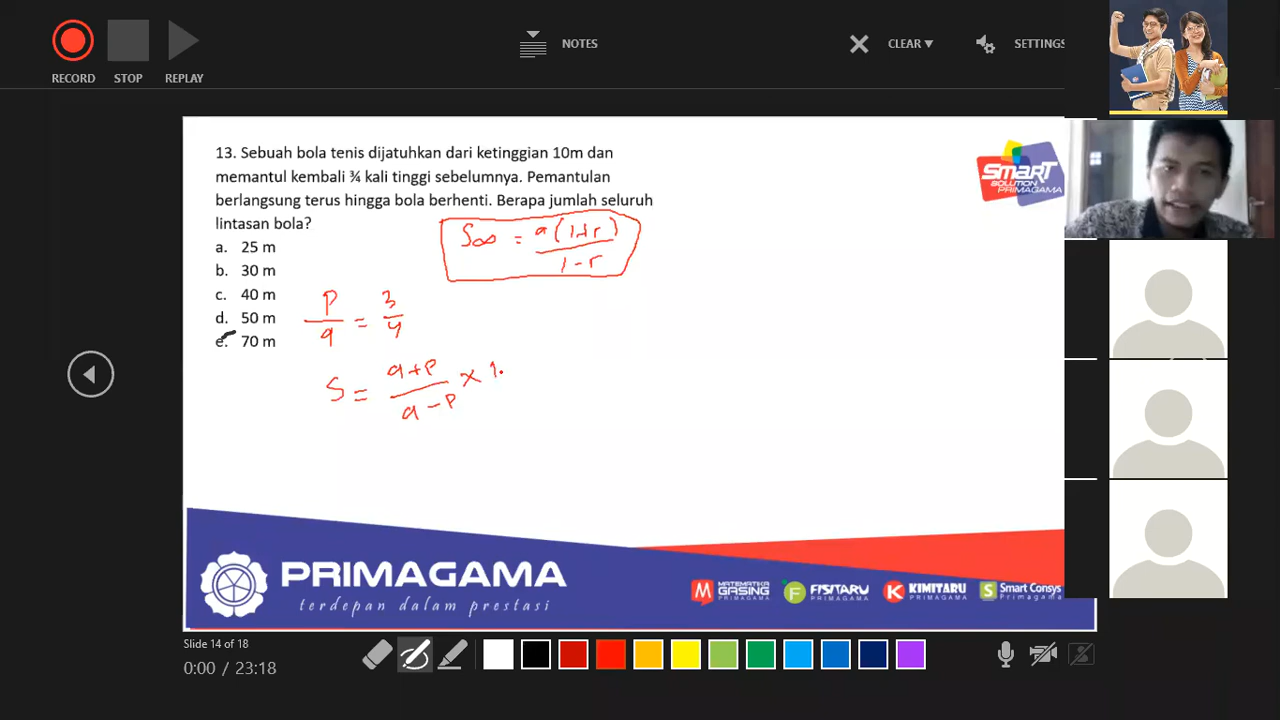 RECORD
STOP
REPLAY
NOTES
CLEAR
SETTINGS
13. Sebuah bola tenis dijatuhkan dari ketinggian 10m dan
memantul kembali ¾ kali tinggi sebelumnya. Pemantulan
berlangsung terus hingga bola berhenti. Berapa jumlah seluruh
lintasan bola?
S∞ = a(1+r)/1-r
a. 25 m
b. 30 m
c. 40 m
d. 50 m
e. 70 m
p/q = 3/4
S = q+p/q-p ×
SMART
SOLUTION
PRIMAGAMA
PRIMAGAMA
terdepan dalam prestasi
MATEMATIKA
GASING
PRIMAGAMA
FISITARU
PRIMAGAMA
KIMITARU
PRIMAGAMA
Smart Consys
Primagama
Slide 14 of 18
0:00 / 23:18